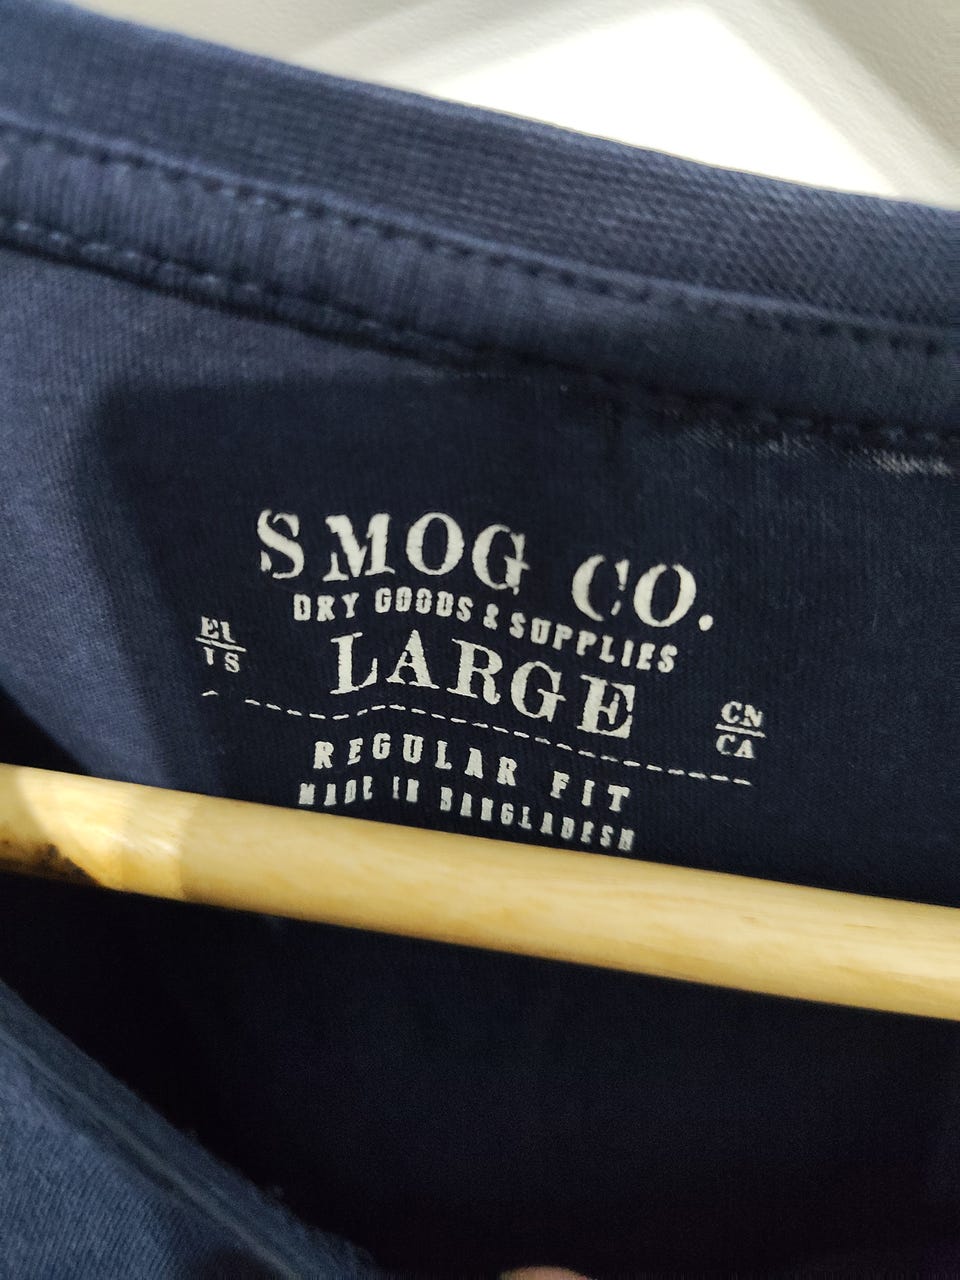 SMOG CO.
DRY GOODS & SUPPLIES
EU
US
LARGE
CN
CA
REGULAR FIT
MADE IN BANGLADESH